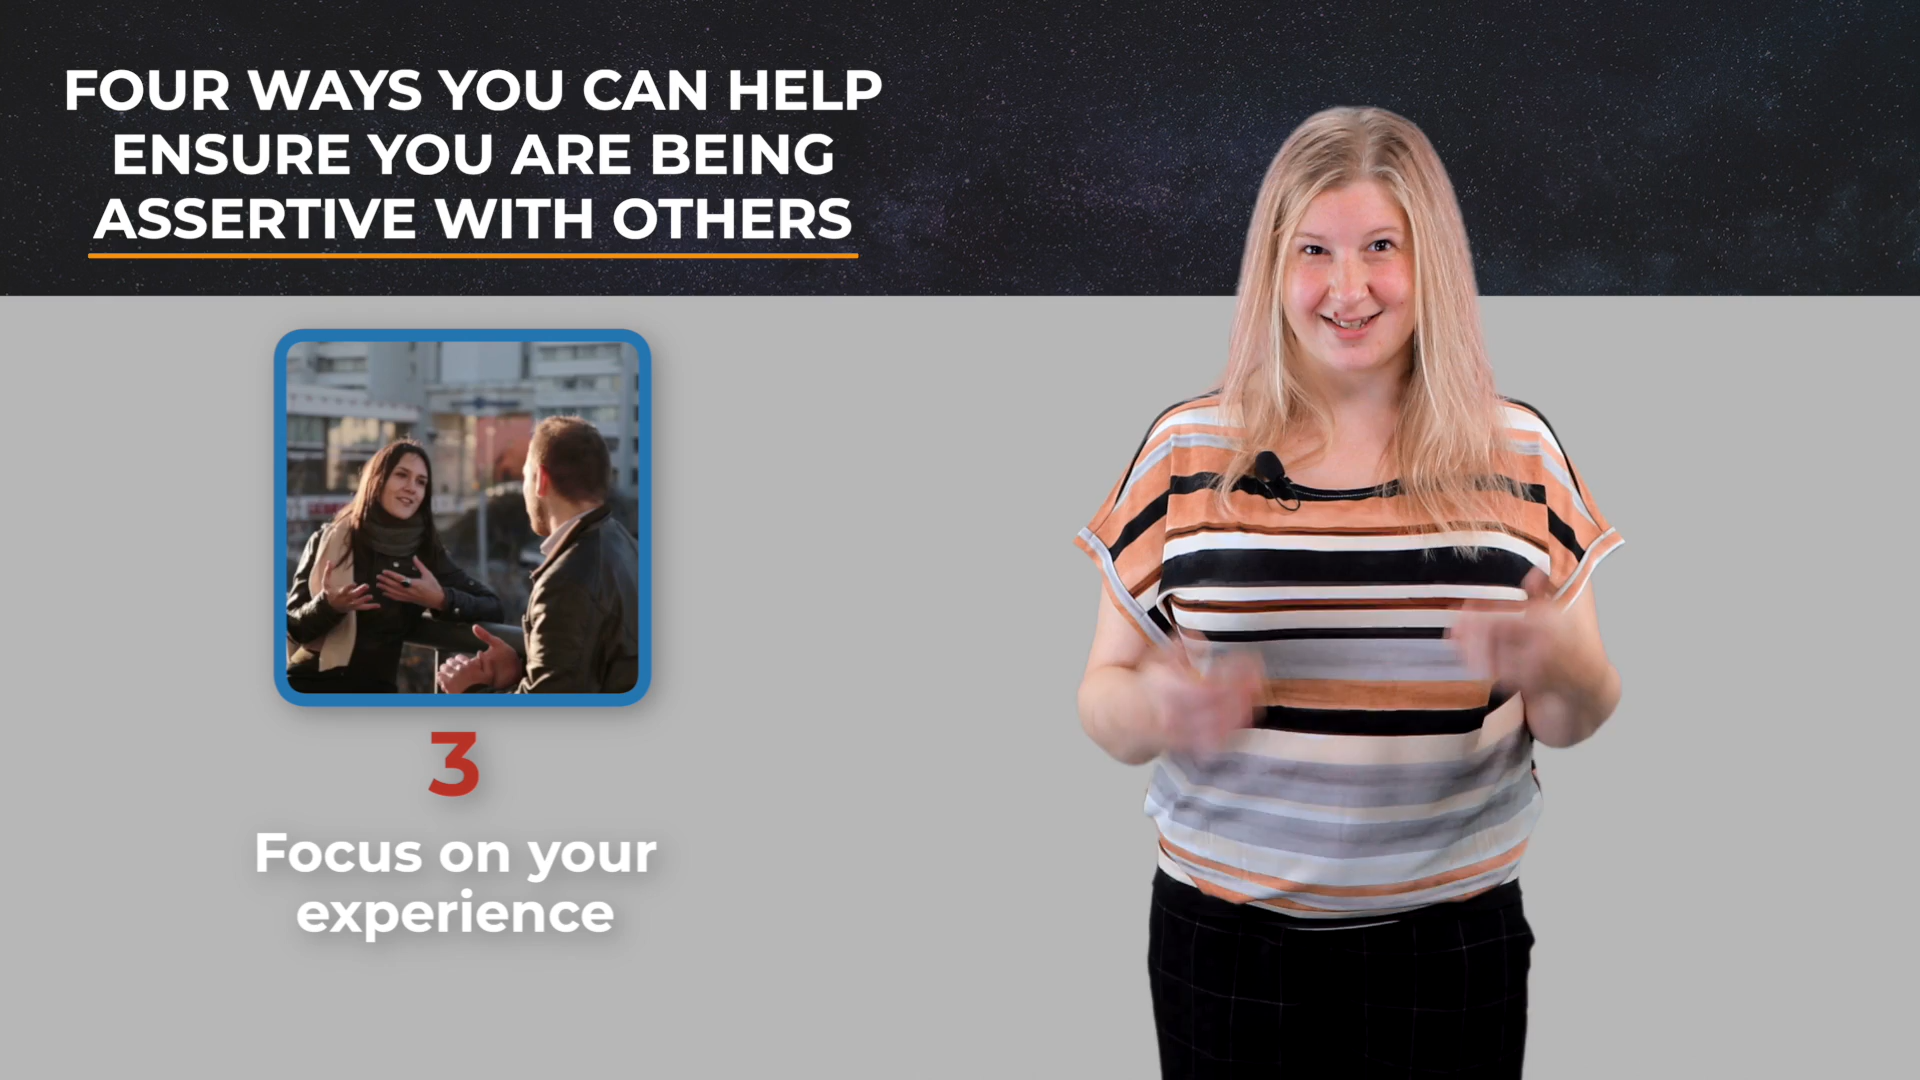 FOUR WAYS YOU CAN HELP
ENSURE YOU ARE BEING
ASSERTIVE WITH OTHERS
3
Focus on your
experience